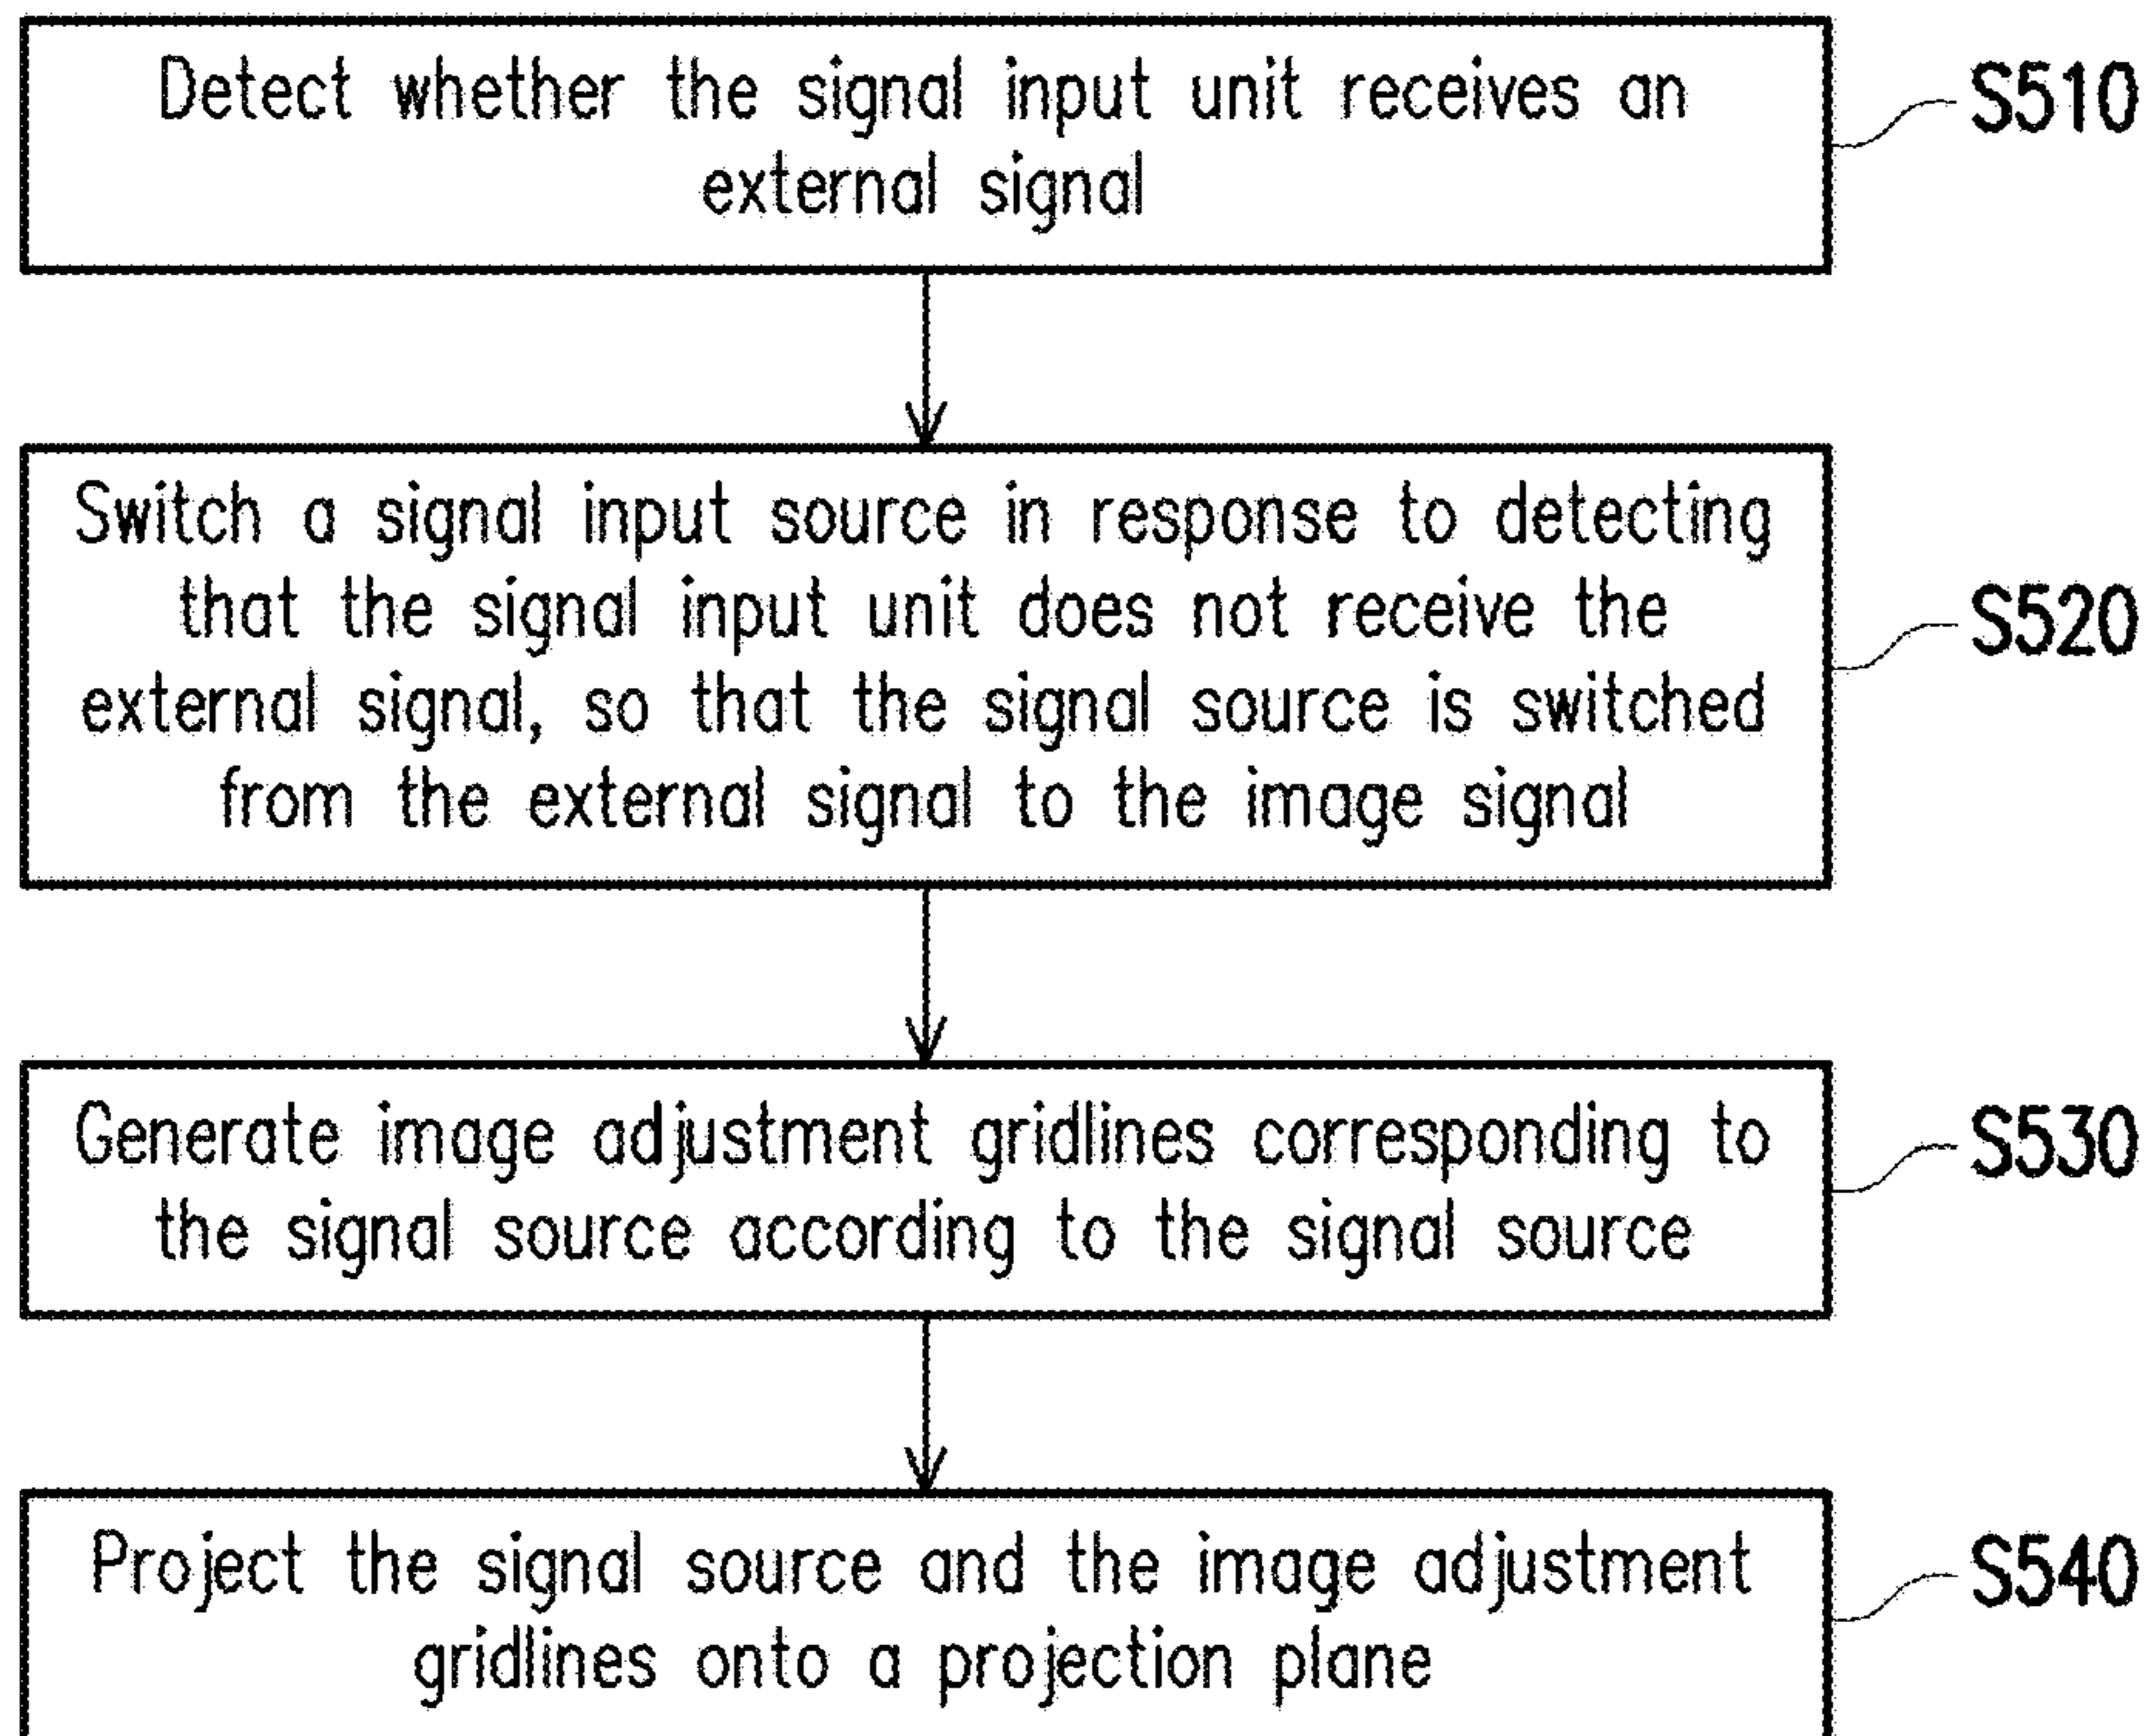 Detect whether the signal input unit receives an
external signal
S510
Switch a signal input source in response to detecting
that the signal input unit does not receive the
external signal, so that the signal source is switched
from the external signal to the image signal
S520
Generate image adjustment gridlines corresponding to
the signal source according to the signal source
S530
Project the signal source and the image adjustment
gridlines onto a projection plane
S540